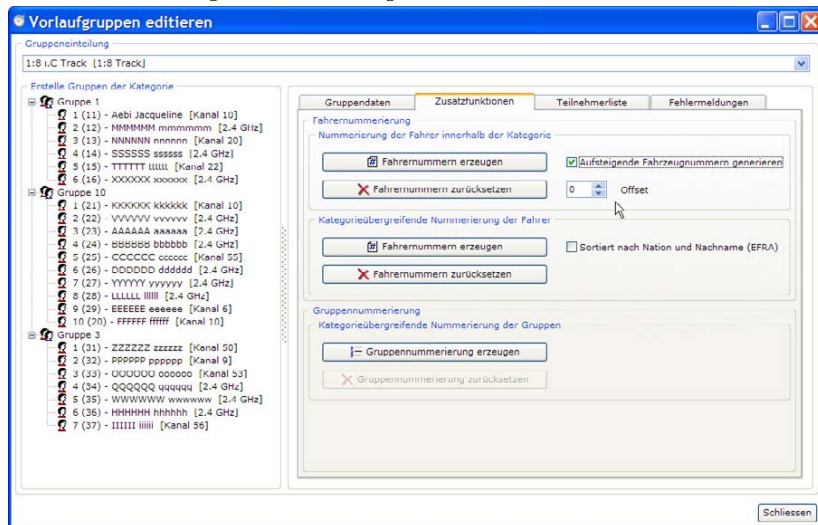 Vorlaufgruppen editieren
Gruppeneinteilung
1:8 I.C Track [1:8 Track]
Erstelle Gruppen der Kategorie
Gruppe 1
1 (11) - Aebi Jacqueline [Kanal 10]
2 (12) - MMMMMM mmmmmm [2.4 GHz]
3 (13) - NNNNNN nnnnnn [Kanal 20]
4 (14) - SSSSSS ssssss [2.4 GHz]
5 (15) - TTTTTT tttttt [Kanal 22]
6 (16) - XXXXXX xxxxxx [2.4 GHz]
Gruppe 10
1 (21) - KKKKKK kkkkkk [Kanal 10]
2 (22) - VVVVVV vvvvvv [2.4 GHz]
3 (23) - AAAAAA aaaaaa [2.4 GHz]
4 (24) - BBBBBB bbbbbb [2.4 GHz]
5 (25) - CCCCCC cccccc [Kanal 55]
6 (26) - DDDDDD dddddd [2.4 GHz]
7 (27) - YYYYYY yyyyyy [2.4 GHz]
8 (28) - LLLLLL llllll [2.4 GHz]
9 (29) - EEEEEE eeeeee [Kanal 6]
10 (20) - FFFFFF ffffff [Kanal 10]
Gruppe 3
1 (31) - ZZZZZZ zzzzzz [Kanal 50]
2 (32) - PPPPPP pppppp [Kanal 9]
3 (33) - OOOOOO oooooo [Kanal 53]
4 (34) - QQQQQQ qqqqqq [2.4 GHz]
5 (35) - WWWWWW wwwwww [2.4 GHz]
6 (36) - HHHHHH hhhhhh [2.4 GHz]
7 (37) - IIIIII iiiiii [Kanal 56]
Gruppendaten
Zusatzfunktionen
Teilnehmerliste
Fehlermeldungen
Fahrernummerierung
Nummerierung der Fahrer innerhalb der Kategorie
Fahrernummern erzeugen
Aufsteigende Fahrzeugnummern generieren
Fahrernummern zurücksetzen
0
Offset
Kategorieübergreifende Nummerierung der Fahrer
Fahrernummern erzeugen
Sortiert nach Nation und Nachname (EFRA)
Fahrernummern zurücksetzen
Gruppennummerierung
Kategorieübergreifende Nummerierung der Gruppen
Gruppennummerierung erzeugen
Gruppennummerierung zurücksetzen
Schliessen